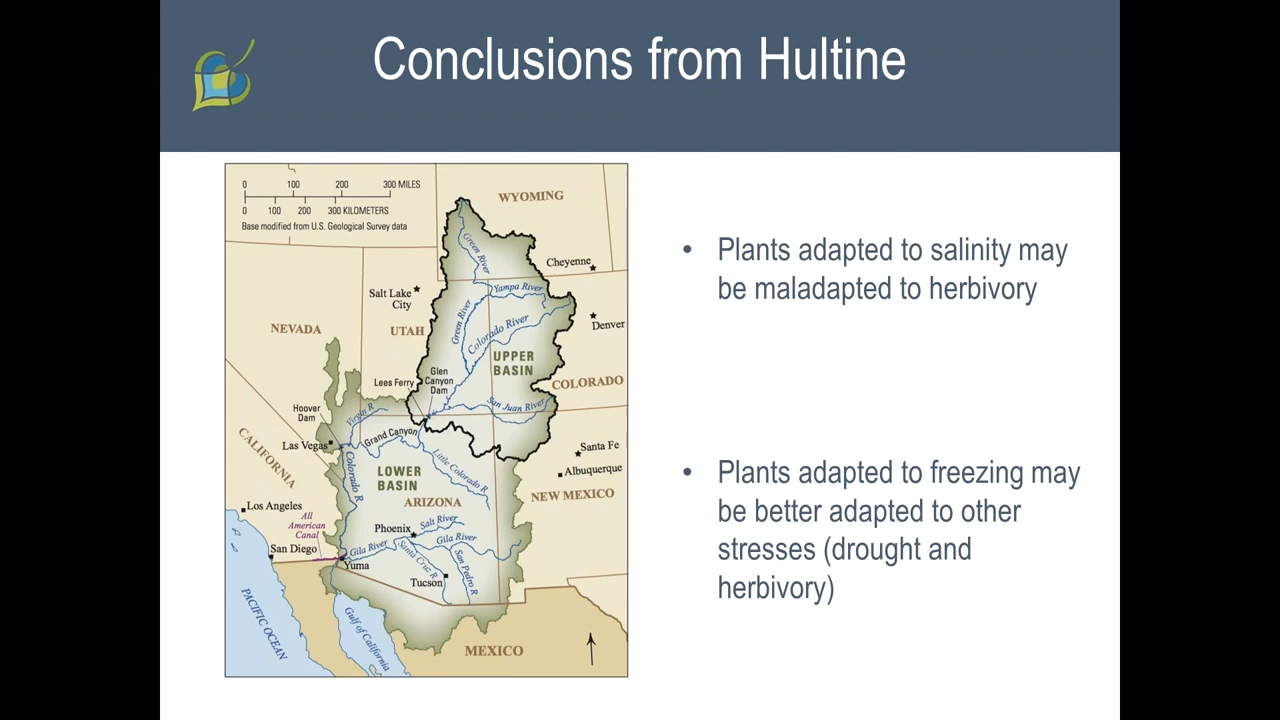 Conclusions from Hultine
0 100 200 300 MILES
0 100 200 300 KILOMETERS
Base modified from U.S. Geological Survey data
WYOMING
Green River
Cheyenne
Yampa River
Salt Lake
City
Green River
Colorado River
Denver
NEVADA
UTAH
UPPER
BASIN
Glen
Canyon
Dam
Lees Ferry
COLORADO
San Juan River
Hoover
Dam
Virgin R
Grand Canyon
Las Vegas
Santa Fe
Albuquerque
CALIFORNIA
Colorado R
Little Colorado R
LOWER
BASIN
NEW MEXICO
ARIZONA
Los Angeles
All
American
Canal
Phoenix
Salt River
Gila River
San Diego
Gila River
Yuma
Santa Cruz R
San Pedro R
Tucson
PACIFIC OCEAN
Gulf of California
MEXICO
• Plants adapted to salinity may
be maladapted to herbivory
• Plants adapted to freezing may
be better adapted to other
stresses (drought and
herbivory)